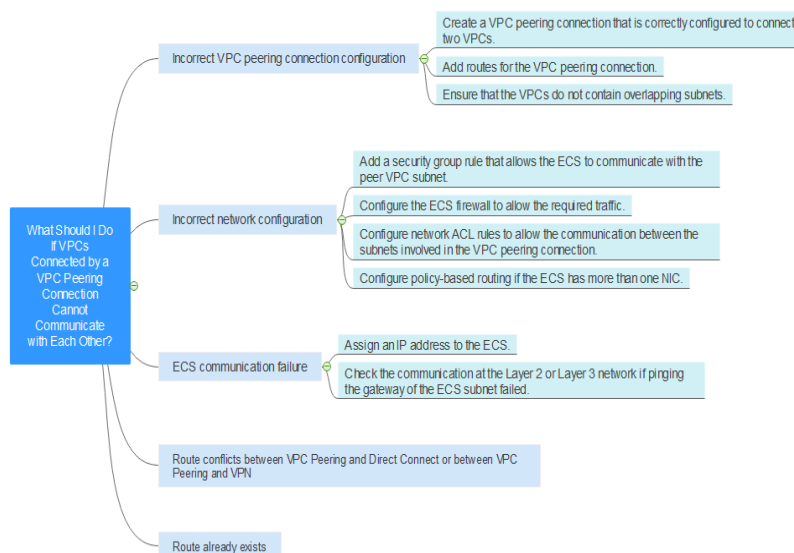 Create a VPC peering connection that is correctly configured to connect
two VPCs.
Incorrect VPC peering connection configuration
Add routes for the VPC peering connection.
Ensure that the VPCs do not contain overlapping subnets.
Add a security group rule that allows the ECS to communicate with the
peer VPC subnet.
Incorrect network configuration
Configure the ECS firewall to allow the required traffic.
Configure network ACL rules to allow the communication between the
subnets involved in the VPC peering connection.
Configure policy-based routing if the ECS has more than one NIC.
What Should I Do
If VPCs
Connected by a
VPC Peering
Connection
Cannot
Communicate
with Each Other?
Assign an IP address to the ECS.
ECS communication failure
Check the communication at the Layer 2 or Layer 3 network if pinging
the gateway of the ECS subnet failed.
Route conflicts between VPC Peering and Direct Connect or between VPC
Peering and VPN
Route already exists